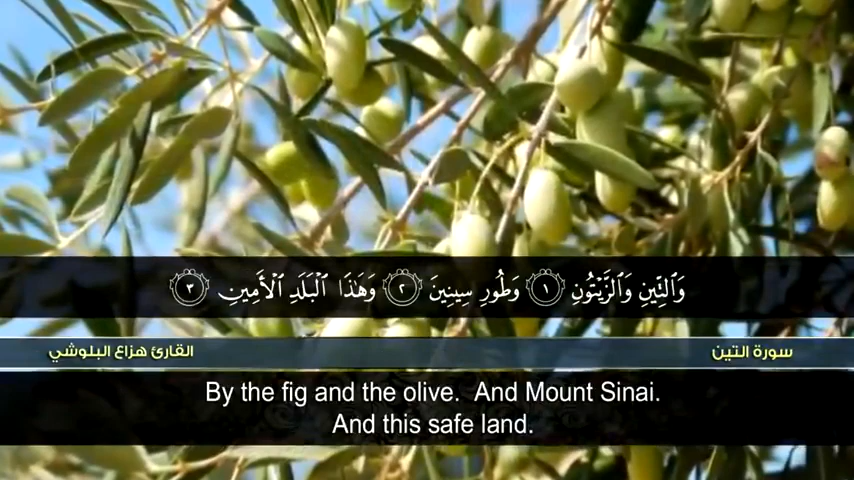 وَٱلتِّينِ وَٱلزَّيْتُونِ ١ وَطُورِ سِينِينَ ٢ وَهَـٰذَا ٱلْبَلَدِ ٱلْأَمِينِ ٣
سورة التين
القارئ هزاع البلوشي
By the fig and the olive. And Mount Sinai.
And this safe land.